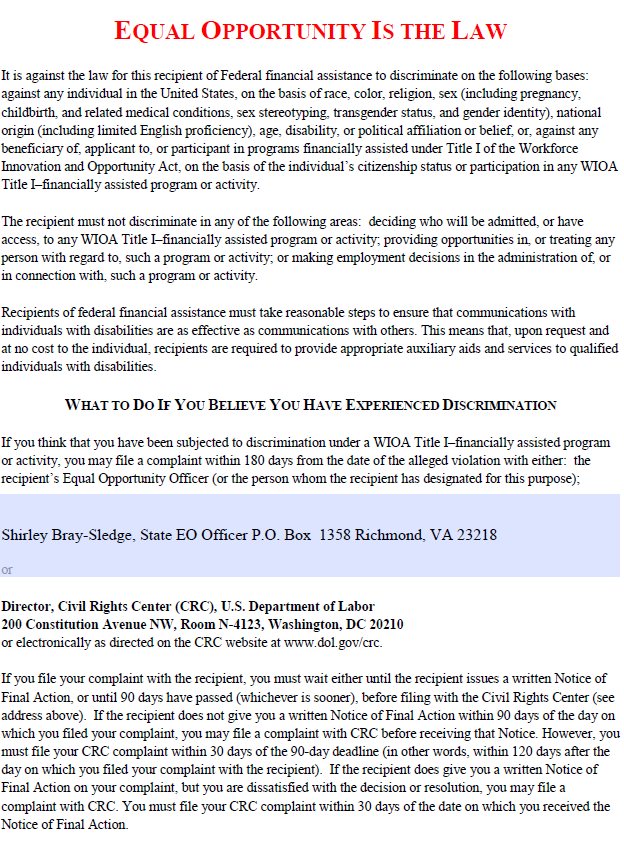 EQUAL OPPORTUNITY IS THE LAW
It is against the law for this recipient of Federal financial assistance to discriminate on the following bases:
against any individual in the United States, on the basis of race, color, religion, sex (including pregnancy,
childbirth, and related medical conditions, sex stereotyping, transgender status, and gender identity), national
origin (including limited English proficiency), age, disability, or political affiliation or belief, or, against any
beneficiary of, applicant to, or participant in programs financially assisted under Title I of the Workforce
Innovation and Opportunity Act, on the basis of the individual's citizenship status or participation in any WIOA
Title I–financially assisted program or activity.
The recipient must not discriminate in any of the following areas: deciding who will be admitted, or have
access, to any WIOA Title I–financially assisted program or activity; providing opportunities in, or treating any
person with regard to, such a program or activity; or making employment decisions in the administration of, or
in connection with, such a program or activity.
Recipients of federal financial assistance must take reasonable steps to ensure that communications with
individuals with disabilities are as effective as communications with others. This means that, upon request and
at no cost to the individual, recipients are required to provide appropriate auxiliary aids and services to qualified
individuals with disabilities.
WHAT TO DO IF YOU BELIEVE YOU HAVE EXPERIENCED DISCRIMINATION
If you think that you have been subjected to discrimination under a WIOA Title I–financially assisted program
or activity, you may file a complaint within 180 days from the date of the alleged violation with either: the
recipient's Equal Opportunity Officer (or the person whom the recipient has designated for this purpose);
Shirley Bray-Sledge, State EO Officer P.O. Box 1358 Richmond, VA 23218
or
Director, Civil Rights Center (CRC), U.S. Department of Labor
200 Constitution Avenue NW, Room N-4123, Washington, DC 20210
or electronically as directed on the CRC website at www.dol.gov/crc.
If you file your complaint with the recipient, you must wait either until the recipient issues a written Notice of
Final Action, or until 90 days have passed (whichever is sooner), before filing with the Civil Rights Center (see
address above). If the recipient does not give you a written Notice of Final Action within 90 days of the day on
which you filed your complaint, you may file a complaint with CRC before receiving that Notice. However, you
must file your CRC complaint within 30 days of the 90-day deadline (in other words, within 120 days after the
day on which you filed your complaint with the recipient). If the recipient does give you a written Notice of
Final Action on your complaint, but you are dissatisfied with the decision or resolution, you may file a
complaint with CRC. You must file your CRC complaint within 30 days of the date on which you received the
Notice of Final Action.